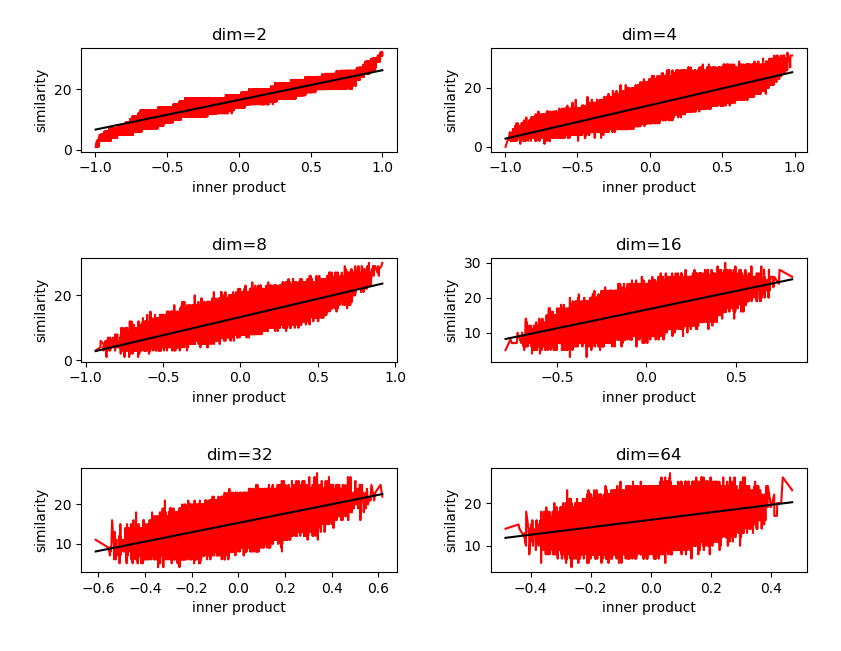 dim=2
similarity
20
0
−1.0 −0.5 0.0 0.5 1.0
inner product
dim=4
similarity
20
0
−1.0 −0.5 0.0 0.5 1.0
inner product
dim=8
similarity
20
0
−1.0 −0.5 0.0 0.5 1.0
inner product
dim=16
similarity
30
20
10
−0.5 0.0 0.5
inner product
dim=32
similarity
20
10
−0.6 −0.4 −0.2 0.0 0.2 0.4 0.6
inner product
dim=64
similarity
20
10
−0.4 −0.2 0.0 0.2 0.4
inner product